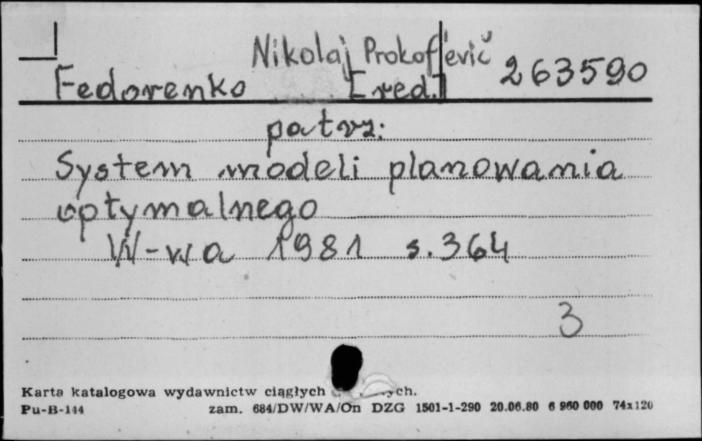 Nikolaj Prokof'evič
Fedorenko [red.] 263590
patrz:
System modeli planowania
optymalnego
W-wa 1981 s.364
3
Karta katalogowa wydawnictw ciągłych
Pu-B-144 zam. 684/DW/WA/On DZG 1501-1-290 20.06.80 6 960 000 74x120